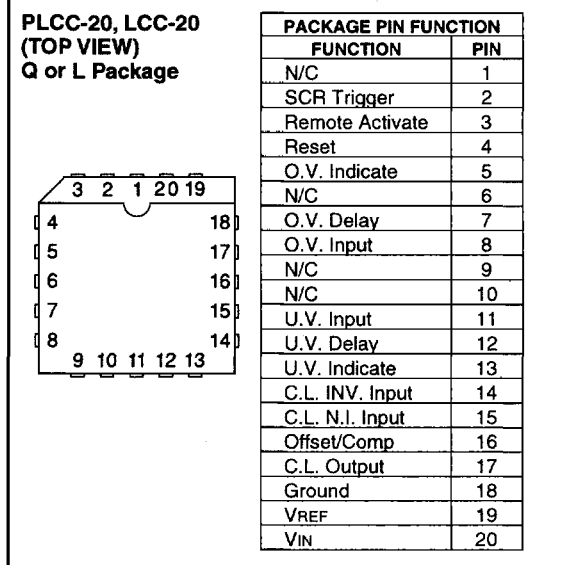 PLCC-20, LCC-20
(TOP VIEW)
Q or L Package
3 2 1 20 19
4 18
5 17
6 16
7 15
8 14
9 10 11 12 13
PACKAGE PIN FUNCTION
FUNCTION PIN
N/C 1
SCR Trigger 2
Remote Activate 3
Reset 4
O.V. Indicate 5
N/C 6
O.V. Delay 7
O.V. Input 8
N/C 9
N/C 10
U.V. Input 11
U.V. Delay 12
U.V. Indicate 13
C.L. INV. Input 14
C.L. N.I. Input 15
Offset/Comp 16
C.L. Output 17
Ground 18
VREF 19
VIN 20